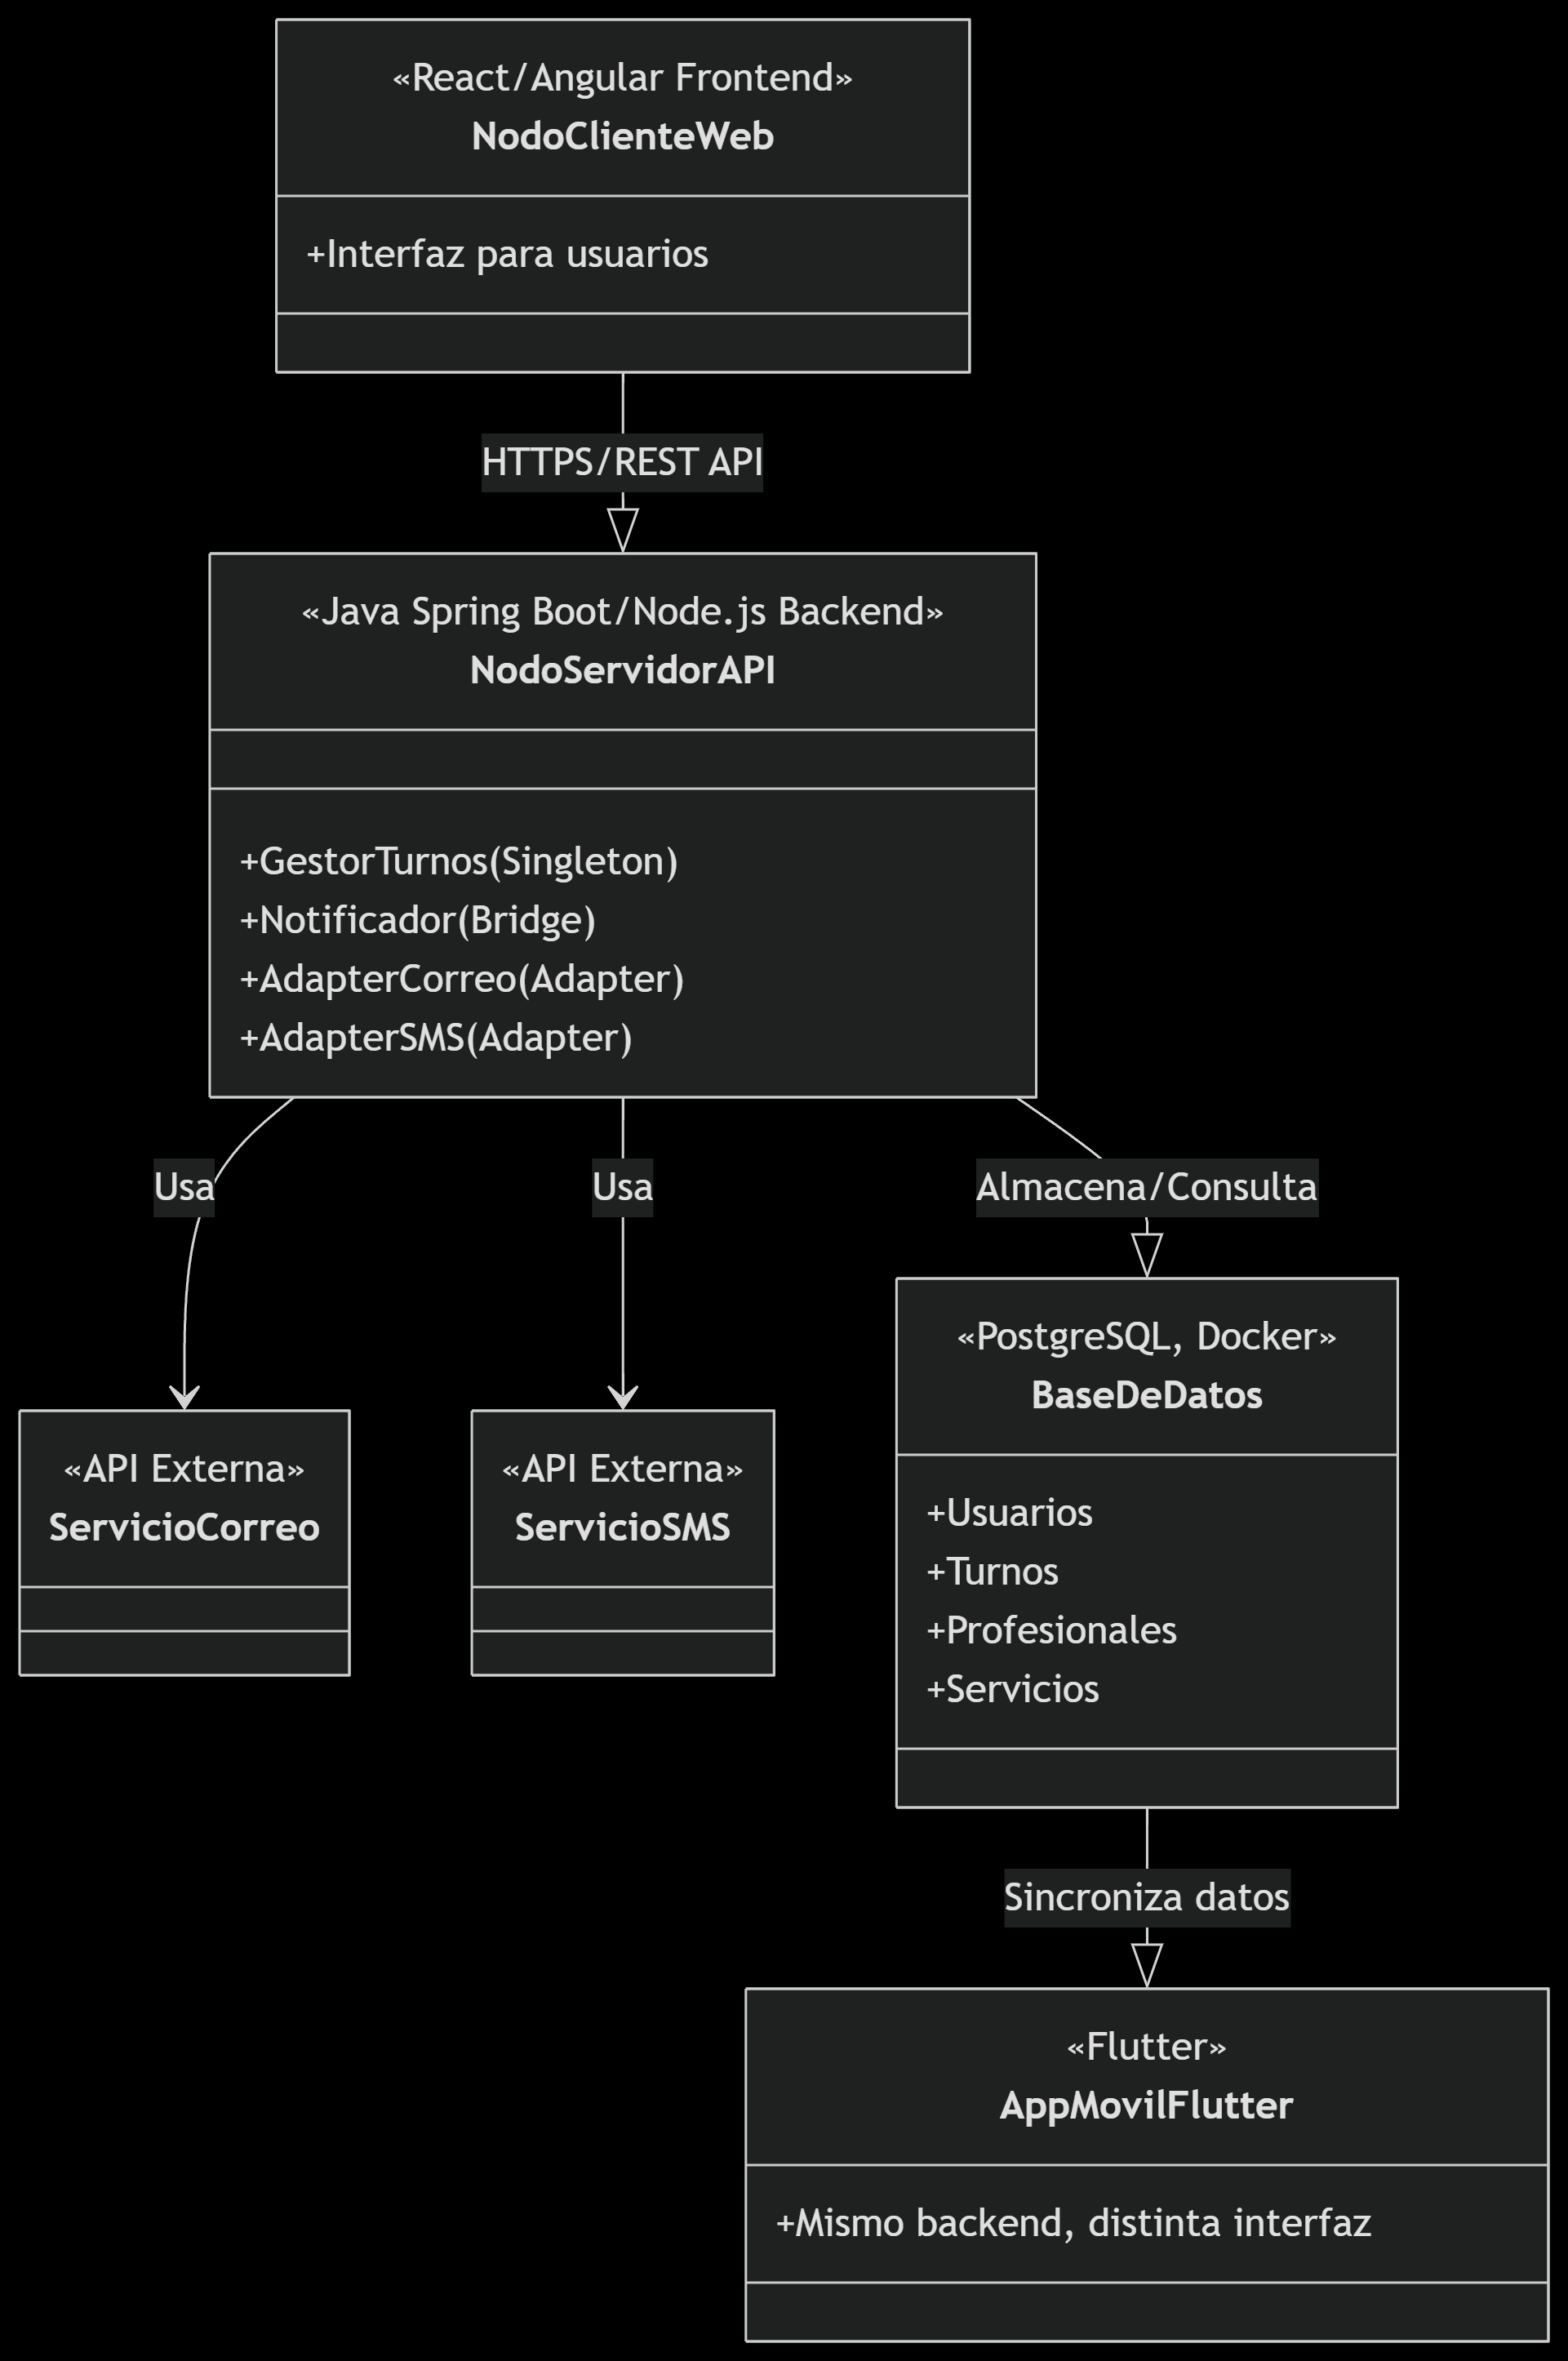 «React/Angular Frontend»
NodoClienteWeb
+Interfaz para usuarios
HTTPS/REST API
«Java Spring Boot/Node.js Backend»
NodoServidorAPI
+GestorTurnos(Singleton)
+Notificador(Bridge)
+AdapterCorreo(Adapter)
+AdapterSMS(Adapter)
Usa
Usa
Almacena/Consulta
«API Externa»
ServicioCorreo
«API Externa»
ServicioSMS
«PostgreSQL, Docker»
BaseDeDatos
+Usuarios
+Turnos
+Profesionales
+Servicios
Sincroniza datos
«Flutter»
AppMovilFlutter
+Mismo backend, distinta interfaz